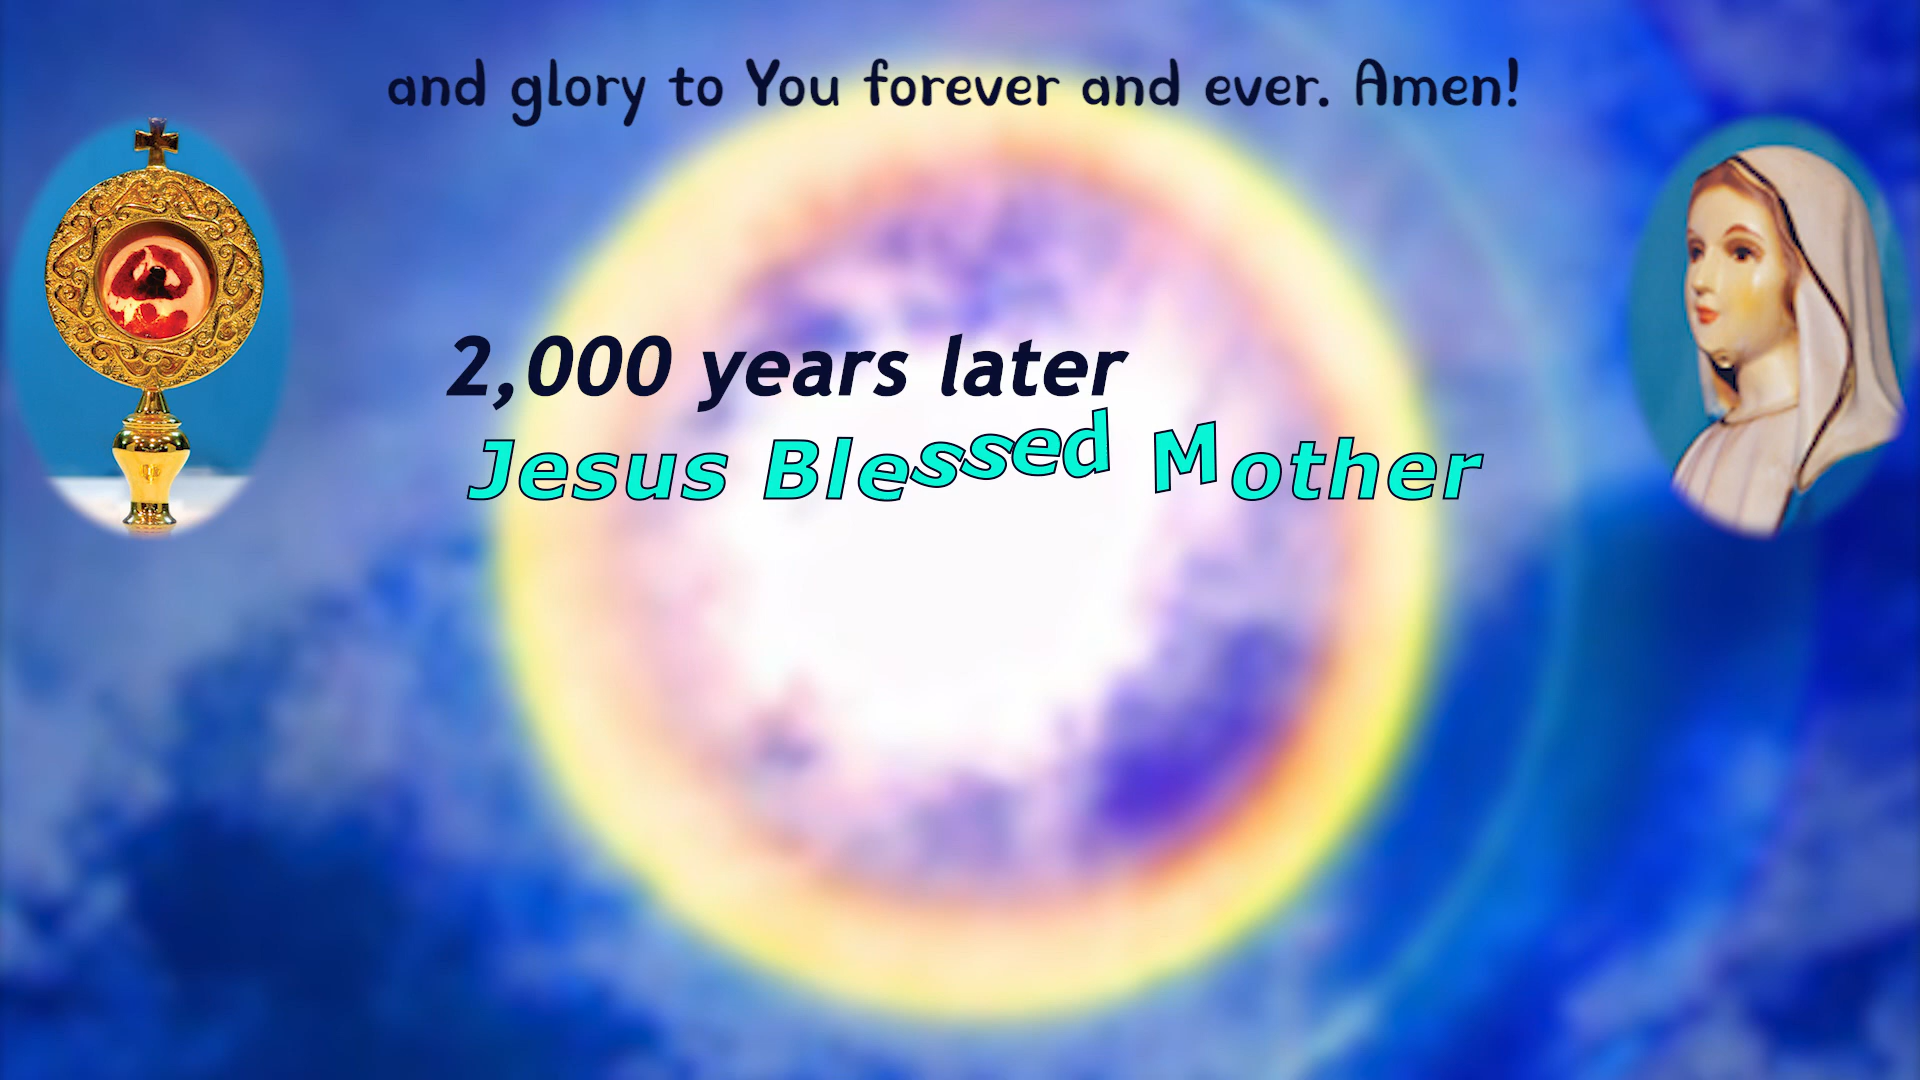 and glory to You forever and ever. Amen!
2,000 years later
Jesus Blessed Mother